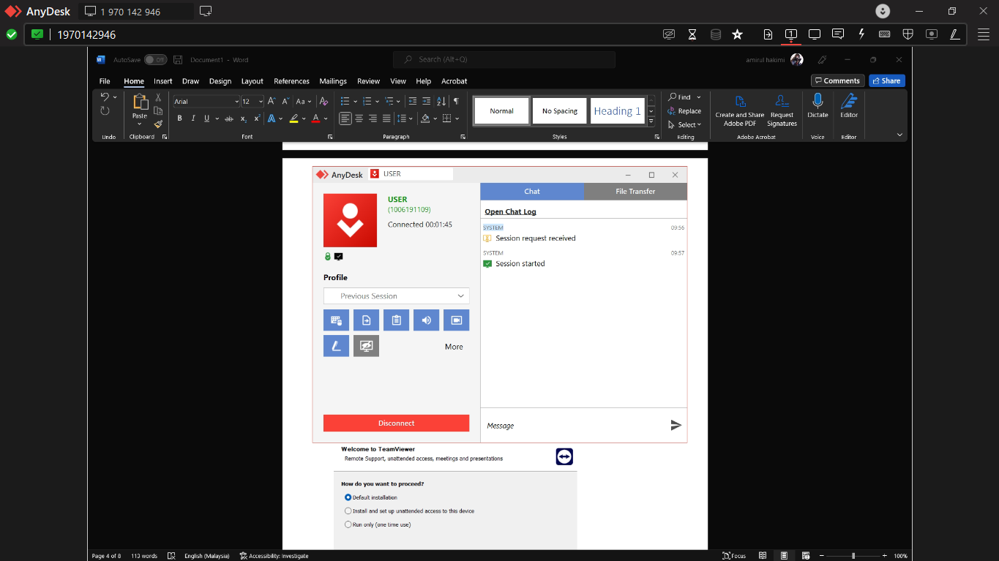 AnyDesk
1 970 142 946
1970142946
1
AutoSave Off Document1 - Word
Search (Alt+Q)
amirul hakimi
File Home Insert Draw Design Layout References Mailings Review View Help Acrobat
Comments Share
Paste
Arial 12
Normal
No Spacing
Heading 1
Find
Replace
Select
Create and Share
Adobe PDF
Request
Signatures
Dictate
Editor
Undo Clipboard Font Paragraph Styles Editing Adobe Acrobat Voice Editor
AnyDesk USER
USER
(1006191109)
Connected 00:01:45
Profile
Previous Session
More
Disconnect
Chat File Transfer
Open Chat Log
SYSTEM 09:56
Session request received
SYSTEM 09:57
Session started
Message
Welcome to TeamViewer
Remote Support, unattended access, meetings and presentations
How do you want to proceed?
Default installation
Install and set up unattended access to this device
Run only (one time use)
Page 4 of 8 113 words English (Malaysia) Accessibility: Investigate Focus 100%